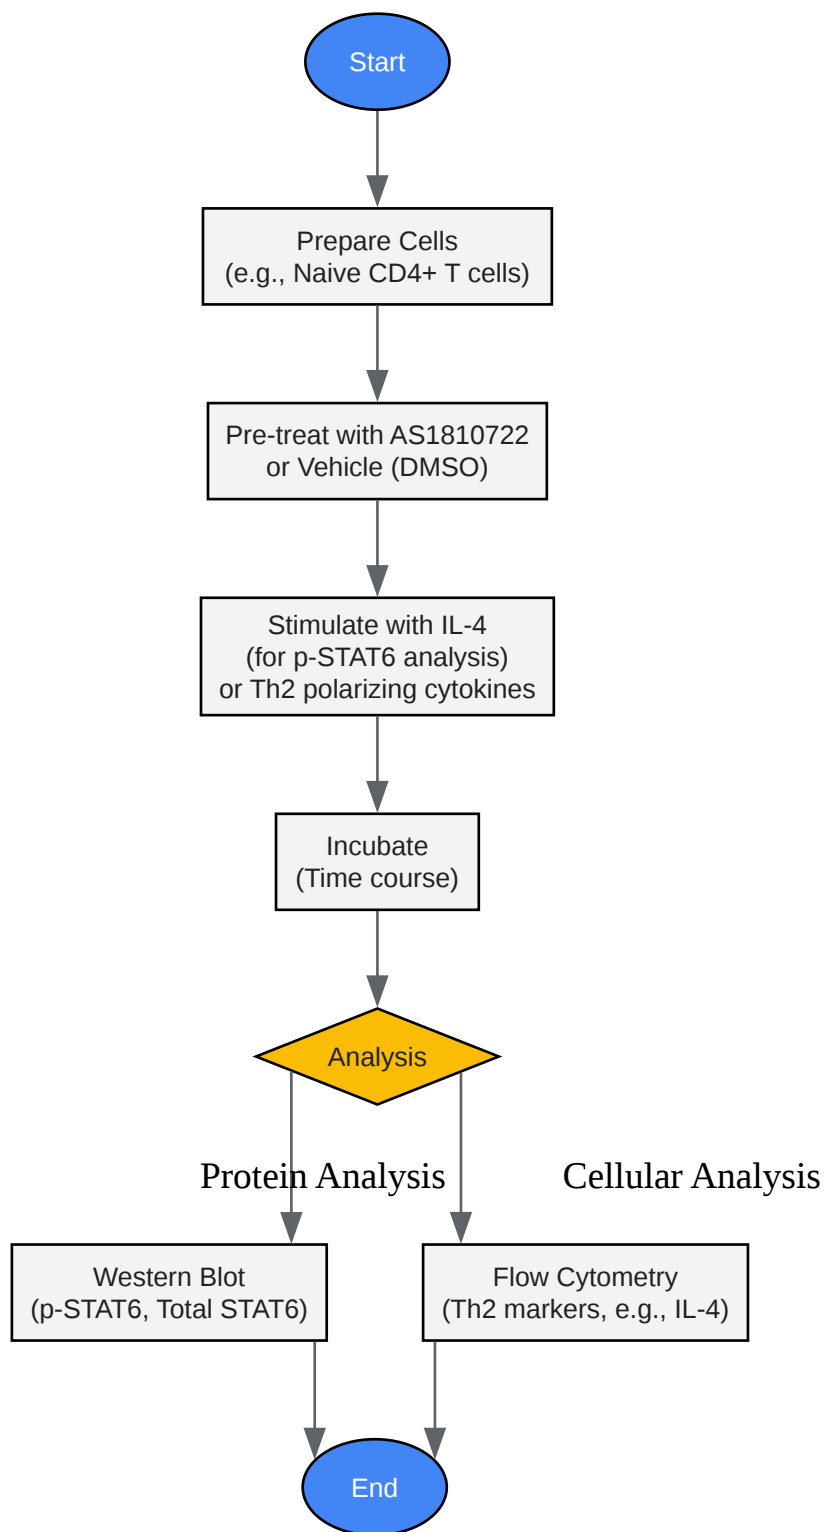 Start
Prepare Cells
(e.g., Naive CD4+ T cells)
Pre-treat with AS1810722
or Vehicle (DMSO)
Stimulate with IL-4
(for p-STAT6 analysis)
or Th2 polarizing cytokines
Incubate
(Time course)
Analysis
Protein Analysis
Cellular Analysis
Western Blot
(p-STAT6, Total STAT6)
Flow Cytometry
(Th2 markers, e.g., IL-4)
End